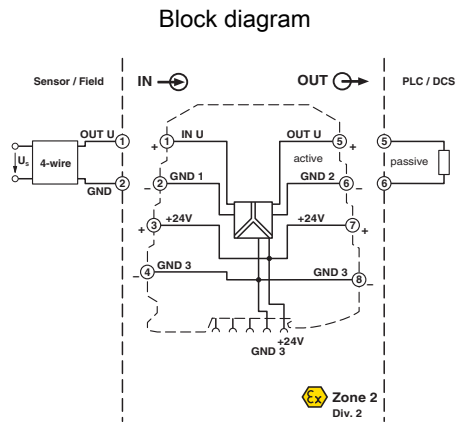 Block diagram
Sensor / Field
IN
OUT
PLC / DCS
OUT U
1
1
IN U
OUT U
5
5
+
+
Us
4-wire
active
passive
GND
2
2
GND 1
GND 2
6
6
–
–
3
+24V
+24V
7
+
+
4
GND 3
GND 3
8
–
–
+24V
GND 3
Ex
Zone 2
Div. 2